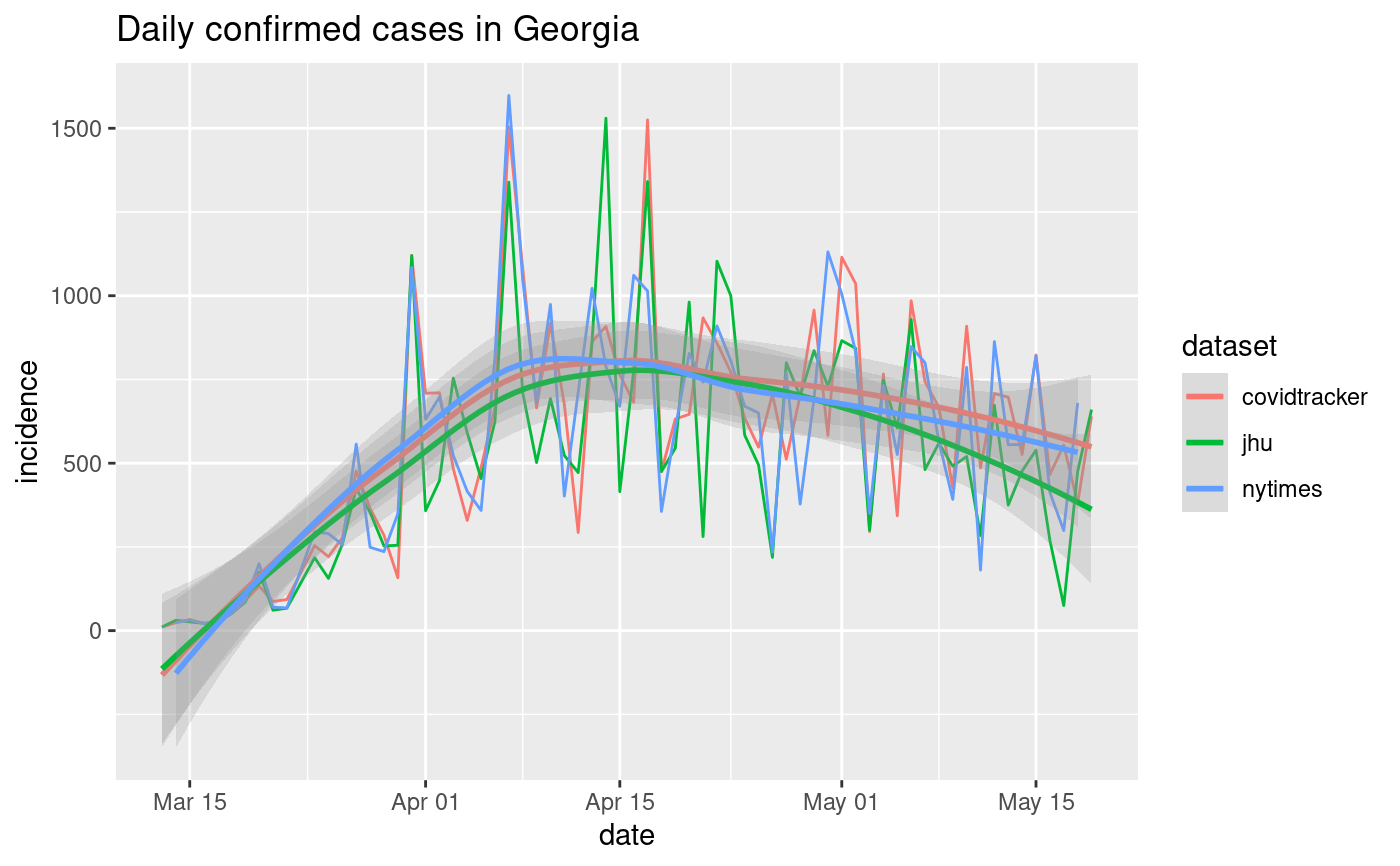 Daily confirmed cases in Georgia
incidence
1500
1000
500
0
Mar 15
Apr 01
Apr 15
May 01
May 15
date
dataset
covidtracker
jhu
nytimes